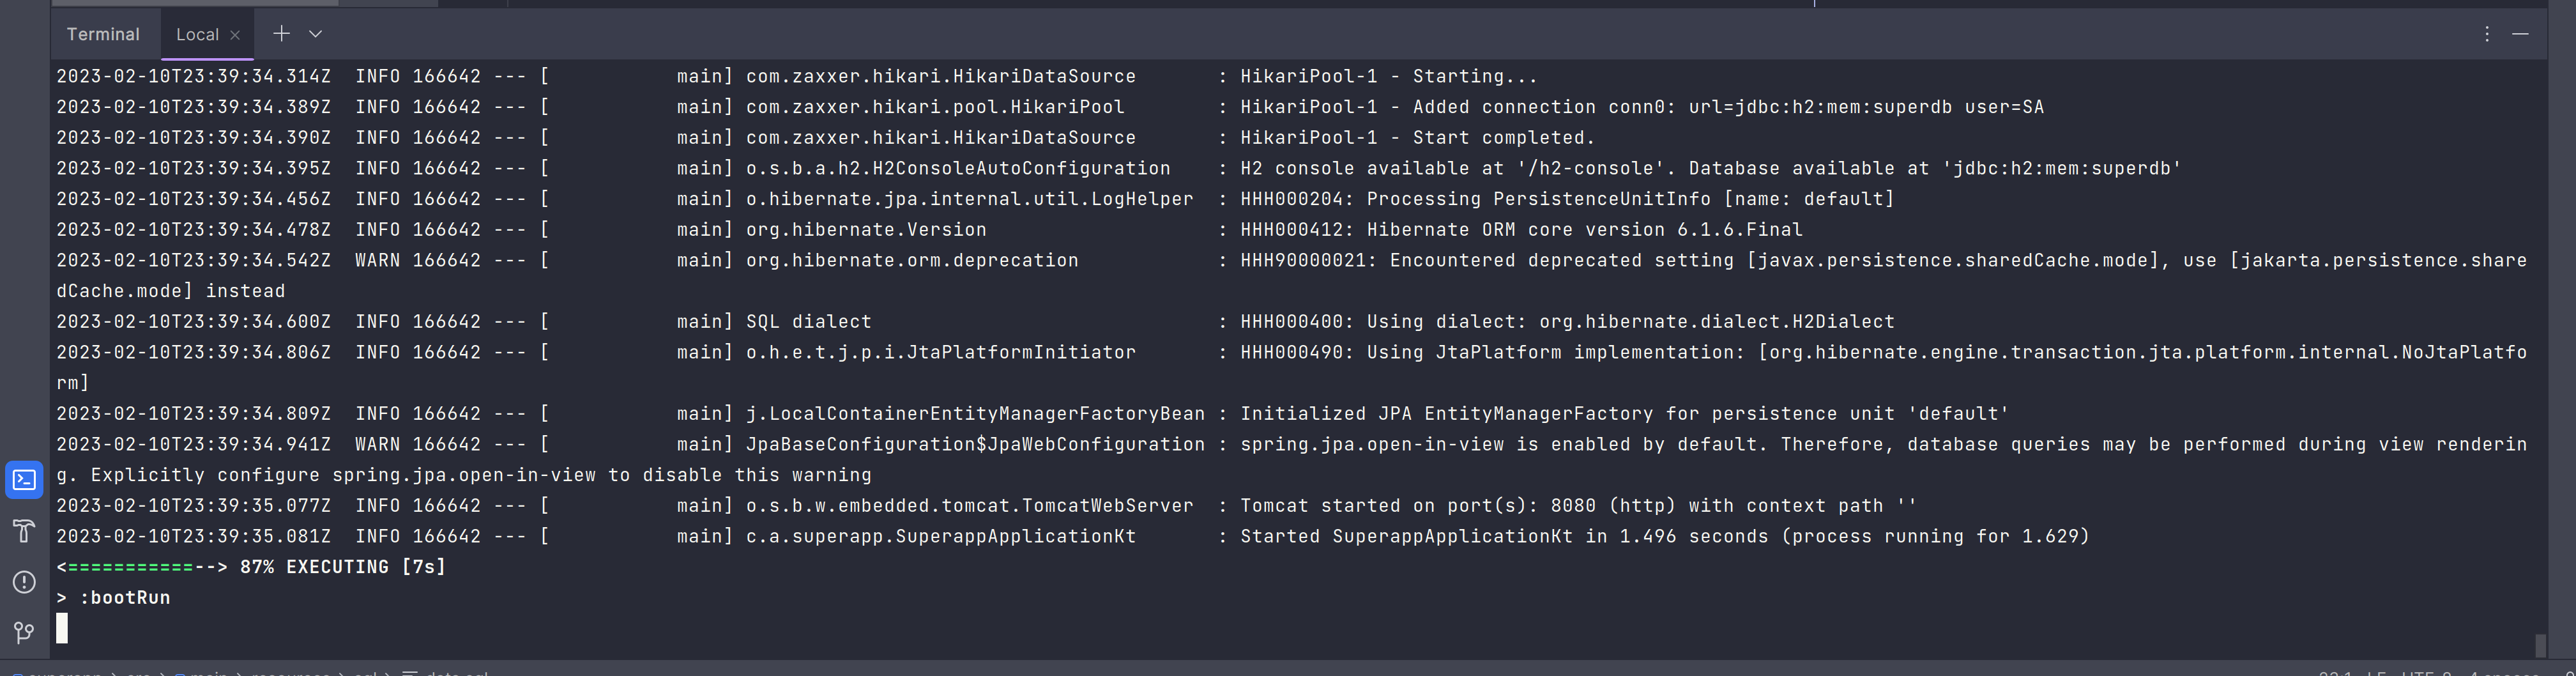 Terminal Local
2023-02-10T23:39:34.314Z  INFO 166642 --- [           main] com.zaxxer.hikari.HikariDataSource       : HikariPool-1 - Starting...
2023-02-10T23:39:34.389Z  INFO 166642 --- [           main] com.zaxxer.hikari.pool.HikariPool        : HikariPool-1 - Added connection conn0: url=jdbc:h2:mem:superdb user=SA
2023-02-10T23:39:34.390Z  INFO 166642 --- [           main] com.zaxxer.hikari.HikariDataSource       : HikariPool-1 - Start completed.
2023-02-10T23:39:34.395Z  INFO 166642 --- [           main] o.s.b.a.h2.H2ConsoleAutoConfiguration    : H2 console available at '/h2-console'. Database available at 'jdbc:h2:mem:superdb'
2023-02-10T23:39:34.456Z  INFO 166642 --- [           main] o.hibernate.jpa.internal.util.LogHelper  : HHH000204: Processing PersistenceUnitInfo [name: default]
2023-02-10T23:39:34.478Z  INFO 166642 --- [           main] org.hibernate.Version                    : HHH000412: Hibernate ORM core version 6.1.6.Final
2023-02-10T23:39:34.542Z  WARN 166642 --- [           main] org.hibernate.orm.deprecation            : HHH90000021: Encountered deprecated setting [javax.persistence.sharedCache.mode], use [jakarta.persistence.share
dCache.mode] instead
2023-02-10T23:39:34.600Z  INFO 166642 --- [           main] SQL dialect                              : HHH000400: Using dialect: org.hibernate.dialect.H2Dialect
2023-02-10T23:39:34.806Z  INFO 166642 --- [           main] o.h.e.t.j.p.i.JtaPlatformInitiator       : HHH000490: Using JtaPlatform implementation: [org.hibernate.engine.transaction.jta.platform.internal.NoJtaPlatfo
rm]
2023-02-10T23:39:34.809Z  INFO 166642 --- [           main] j.LocalContainerEntityManagerFactoryBean : Initialized JPA EntityManagerFactory for persistence unit 'default'
2023-02-10T23:39:34.941Z  WARN 166642 --- [           main] JpaBaseConfiguration$JpaWebConfiguration : spring.jpa.open-in-view is enabled by default. Therefore, database queries may be performed during view renderin
g. Explicitly configure spring.jpa.open-in-view to disable this warning
2023-02-10T23:39:35.077Z  INFO 166642 --- [           main] o.s.b.w.embedded.tomcat.TomcatWebServer  : Tomcat started on port(s): 8080 (http) with context path ''
2023-02-10T23:39:35.081Z  INFO 166642 --- [           main] c.a.superapp.SuperappApplicationKt       : Started SuperappApplicationKt in 1.496 seconds (process running for 1.629)
<===========--> 87% EXECUTING [7s]
> :bootRun